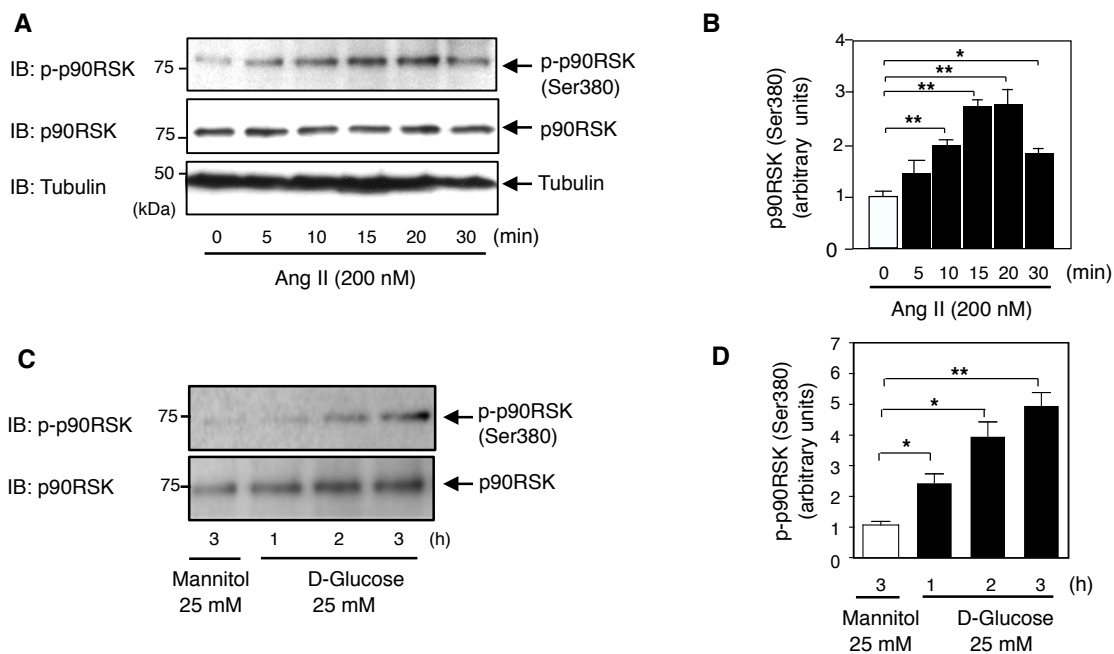 A
IB: p-p90RSK
75
p-p90RSK
(Ser380)
IB: p90RSK
75
p90RSK
IB: Tubulin
50
Tubulin
(kDa)
0 5 10 15 20 30 (min)
Ang II (200 nM)
B
p90RSK (Ser380)
(arbitrary units)
4
3
2
1
0
**
**
**
*
0 5 10 15 20 30 (min)
Ang II (200 nM)
C
IB: p-p90RSK
75
p-p90RSK
(Ser380)
IB: p90RSK
75
p90RSK
3 1 2 3 (h)
Mannitol D-Glucose
25 mM 25 mM
D
p-p90RSK (Ser380)
(arbitrary units)
7
6
5
4
3
2
1
0
*
*
**
3 1 2 3 (h)
Mannitol D-Glucose
25 mM 25 mM